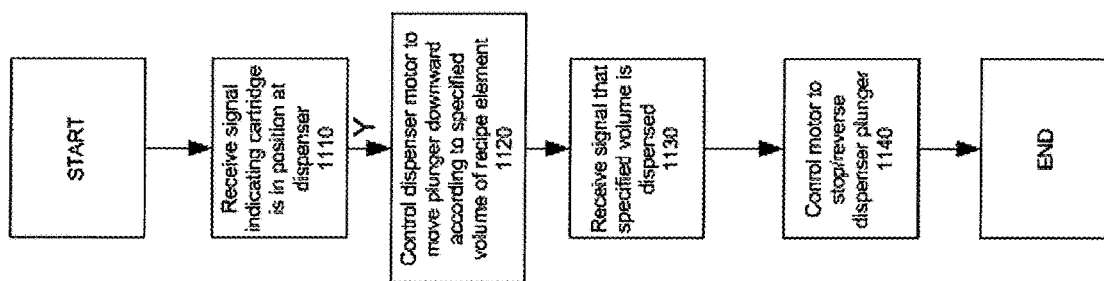 START
Receive signal
indicating cartridge
is in position at
dispenser
1110
Y
Control dispenser motor to
move plunger downward
according to specified
volume of recipe element
1120
Receive signal that
specified volume is
dispensed
1130
Control motor to
stop/reverse
dispenser plunger
1140
END